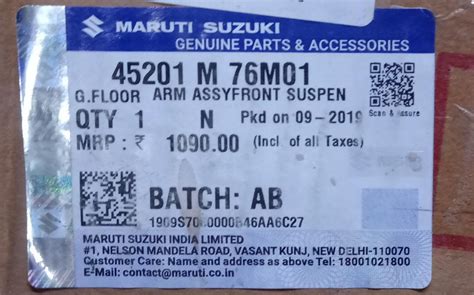 MARUTI SUZUKI
GENUINE PARTS & ACCESSORIES
45201 M 76M01
G.FLOOR ARM ASSYFRONT SUSPEN
QTY 1 N Pkd on 09-2019
Scan & Assure
MRP : ₹ 1090.00 (Incl of all Taxes)
BATCH: AB
MARUTI SUZUKI INDIA LIMITED
#1, NELSON MANDELA ROAD, VASANT KUNJ, NEW DELHI-110070
Customer Care: Name and address as above Tel: 18001021800
E-Mail: contact@maruti.co.in